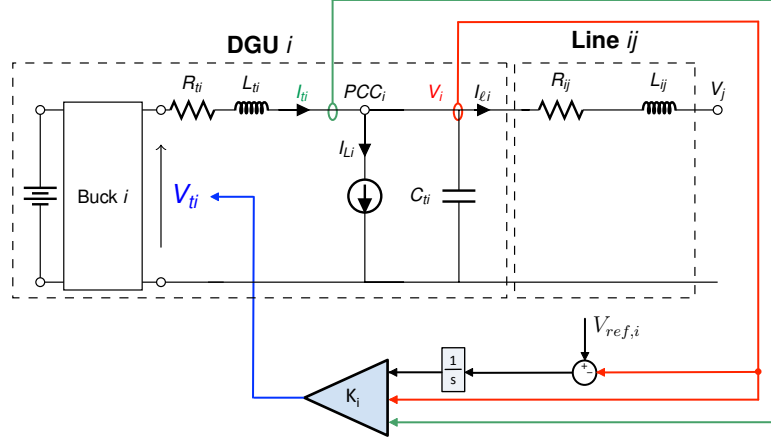 DGU i
Line ij
R_ti
L_ti
I_ti
PCC_i
V_i
I_ℓi
R_ij
L_ij
V_j
I_Li
Buck i
V_ti
C_ti
V_ref,i
+
−
1
s
K_i